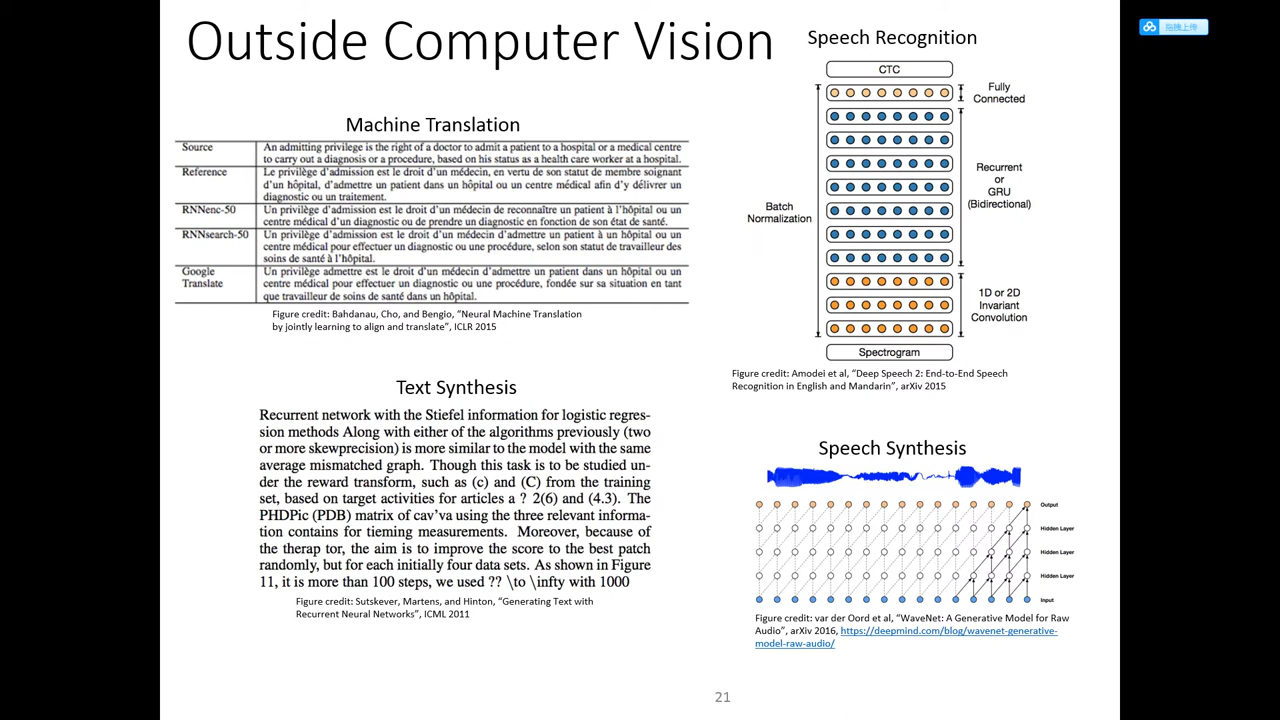 Outside Computer Vision
Machine Translation
Source An admitting privilege is the right of a doctor to admit a patient to a hospital or a medical centre
to carry out a diagnosis or a procedure, based on his status as a health care worker at a hospital.
Reference Le privilège d'admission est le droit d'un médecin, en vertu de son statut de membre soignant
d'un hôpital, d'admettre un patient dans un hôpital ou un centre médical afin d'y délivrer un
diagnostic ou un traitement.
RNNenc-50 Un privilège d'admission est le droit d'un médecin de reconnaître un patient à l'hôpital ou un
centre médical d'un diagnostic ou de prendre un diagnostic en fonction de son état de santé.
RNNsearch-50 Un privilège d'admission est le droit d'un médecin d'admettre un patient à un hôpital ou un
centre médical pour effectuer un diagnostic ou une procédure, selon son statut de travailleur des
soins de santé à l'hôpital.
Google Un privilège admettre est le droit d'un médecin d'admettre un patient dans un hôpital ou un
Translate centre médical pour effectuer un diagnostic ou une procédure, fondée sur sa situation en tant
que travailleur de soins de santé dans un hôpital.
Figure credit: Bahdanau, Cho, and Bengio, “Neural Machine Translation
by jointly learning to align and translate”, ICLR 2015
Text Synthesis
Recurrent network with the Stiefel information for logistic regres-
sion methods Along with either of the algorithms previously (two
or more skewprecision) is more similar to the model with the same
average mismatched graph. Though this task is to be studied un-
der the reward transform, such as (c) and (C) from the training
set, based on target activities for articles a ? 2(6) and (4.3). The
PHDPic (PDB) matrix of cav'va using the three relevant informa-
tion contains for tieming measurements. Moreover, because of
the therap tor, the aim is to improve the score to the best patch
randomly, but for each initially four data sets. As shown in Figure
11, it is more than 100 steps, we used ?? \to \infty with 1000
Figure credit: Sutskever, Martens, and Hinton, “Generating Text with
Recurrent Neural Networks”, ICML 2011
Speech Recognition
CTC
Fully
Connected
Recurrent
or
GRU
(Bidirectional)
Batch
Normalization
1D or 2D
Invariant
Convolution
Spectrogram
Figure credit: Amodei et al, “Deep Speech 2: End-to-End Speech
Recognition in English and Mandarin”, arXiv 2015
Speech Synthesis
Output
Hidden Layer
Hidden Layer
Hidden Layer
Input
Figure credit: van der Oord et al, “WaveNet: A Generative Model for Raw
Audio”, arXiv 2016, https://deepmind.com/blog/wavenet-generative-
model-raw-audio/
21
拖拽上传